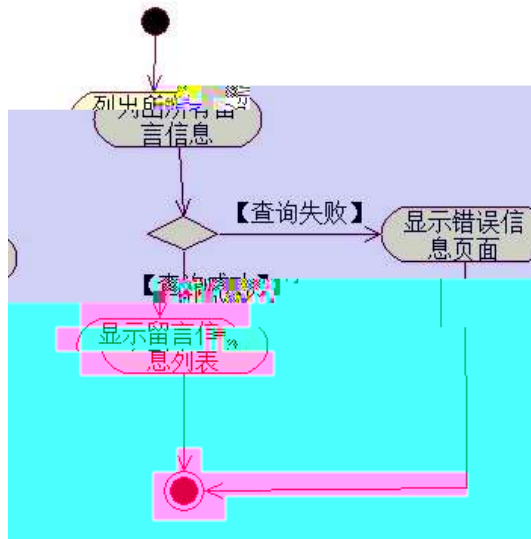 列出所有留
言信息
【查询失败】
显示错误信
息页面
【查询成功】
显示留言信
息列表